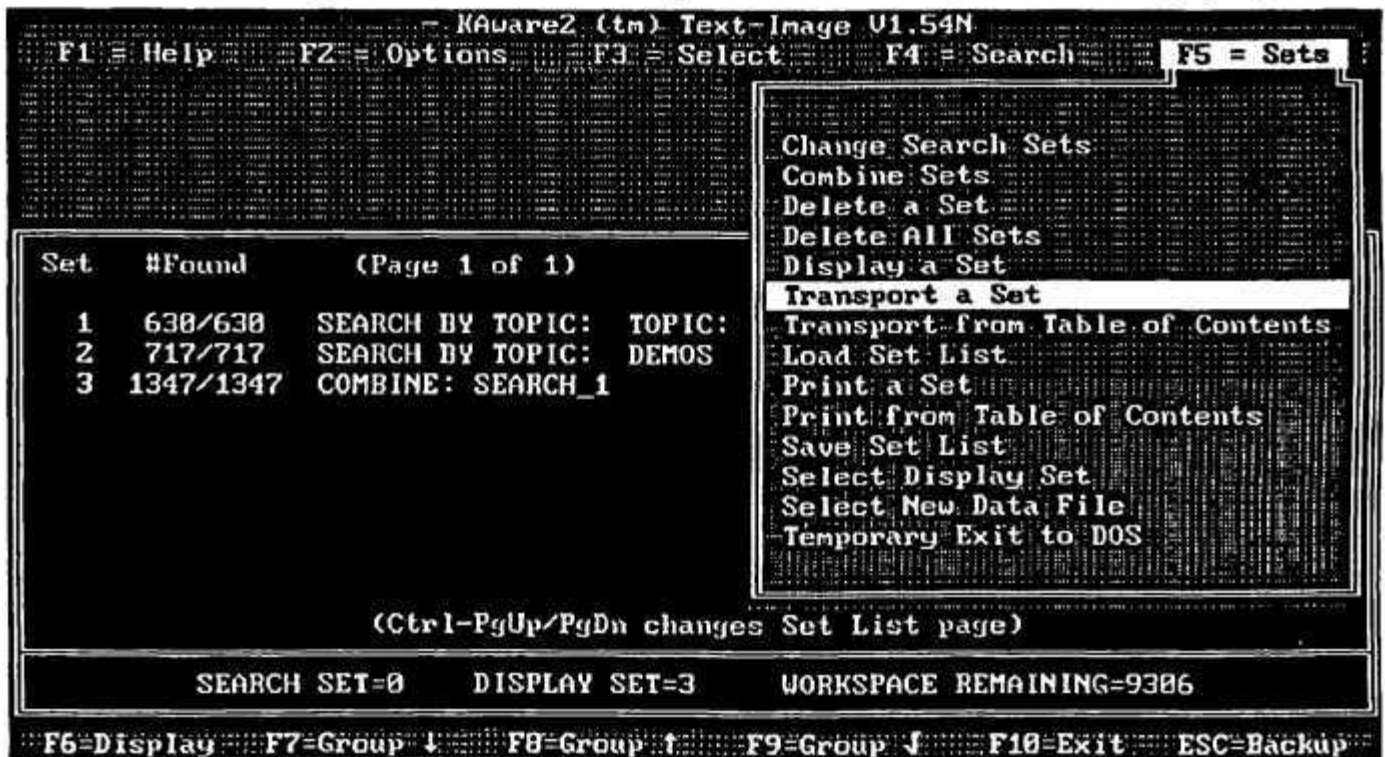 KAware2 (tm) Text-Image V1.54N
F1 = Help F2 = Options F3 = Select F4 = Search F5 = Sets
Change Search Sets
Combine Sets
Delete a Set
Delete All Sets
Display a Set
Transport a Set
Transport from Table of Contents
Load Set List
Print a Set
Print from Table of Contents
Save Set List
Select Display Set
Select New Data File
Temporary Exit to DOS
Set #Found (Page 1 of 1)
1 630/630 SEARCH BY TOPIC: TOPIC:
2 717/717 SEARCH BY TOPIC: DEMOS
3 1347/1347 COMBINE: SEARCH_1
(Ctrl-PgUp/PgDn changes Set List page)
SEARCH SET=0 DISPLAY SET=3 WORKSPACE REMAINING=9306
F6=Display F7=Group ↓ F8=Group ↑ F9=Group √ F10=Exit ESC=Backup